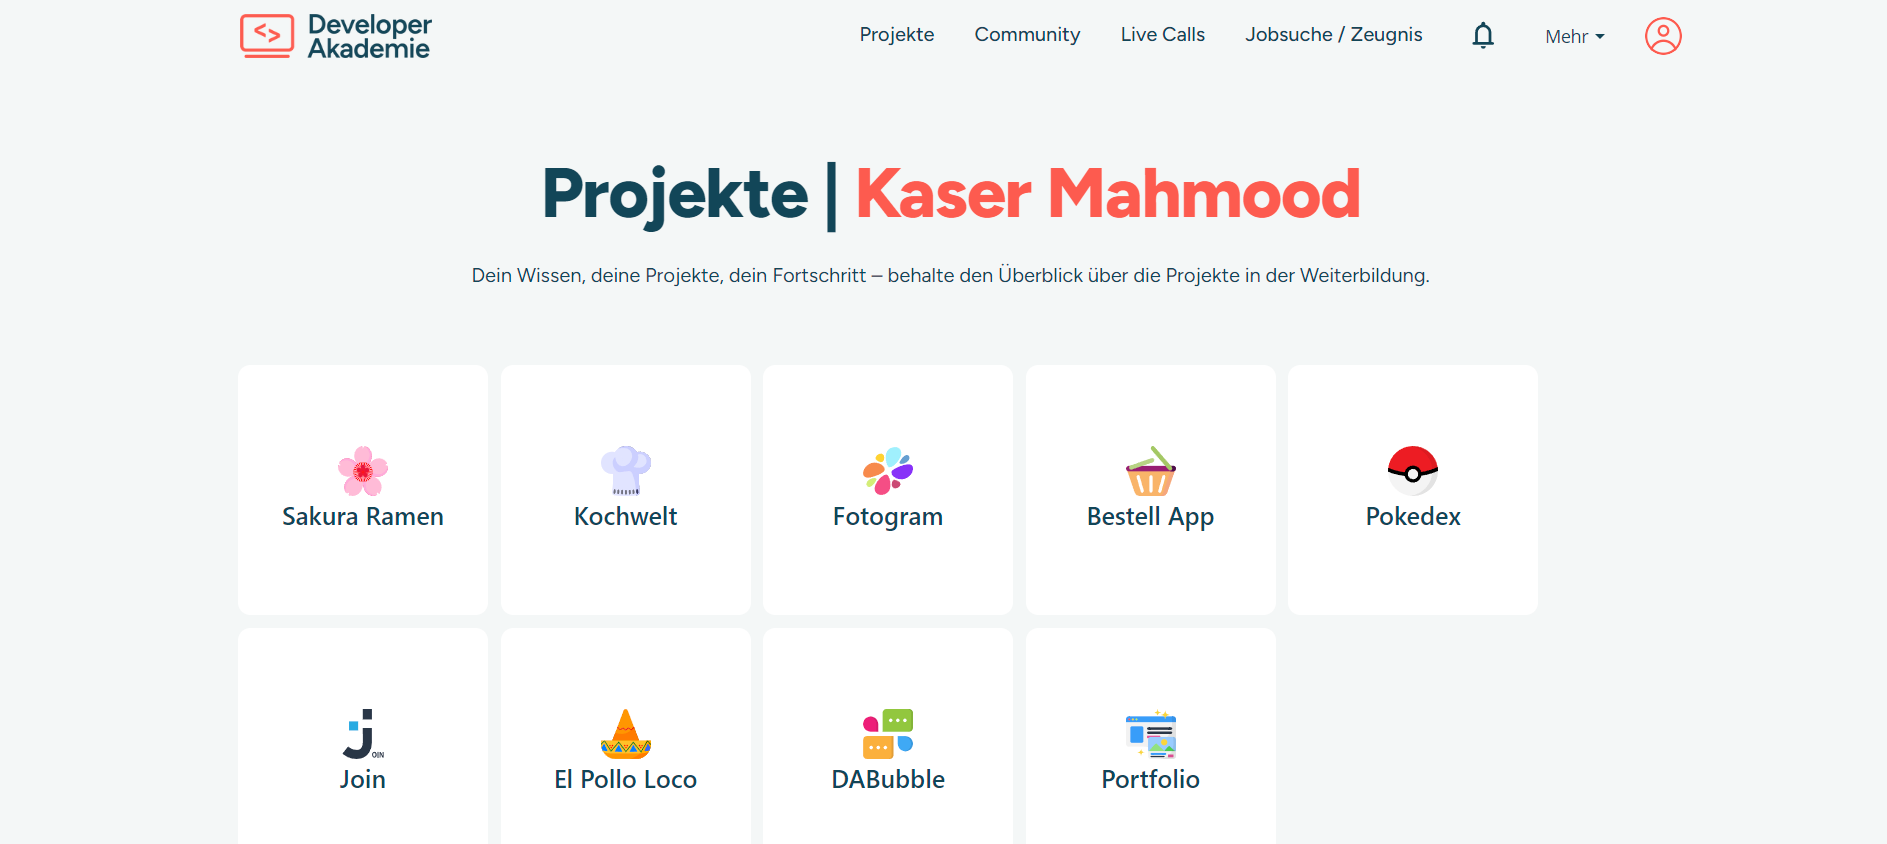 Developer
Akademie
Projekte
Community
Live Calls
Jobsuche / Zeugnis
Mehr
Projekte | Kaser Mahmood
Dein Wissen, deine Projekte, dein Fortschritt – behalte den Überblick über die Projekte in der Weiterbildung.
Sakura Ramen
Kochwelt
Fotogram
Bestell App
Pokedex
OIN
Join
El Pollo Loco
DABubble
Portfolio